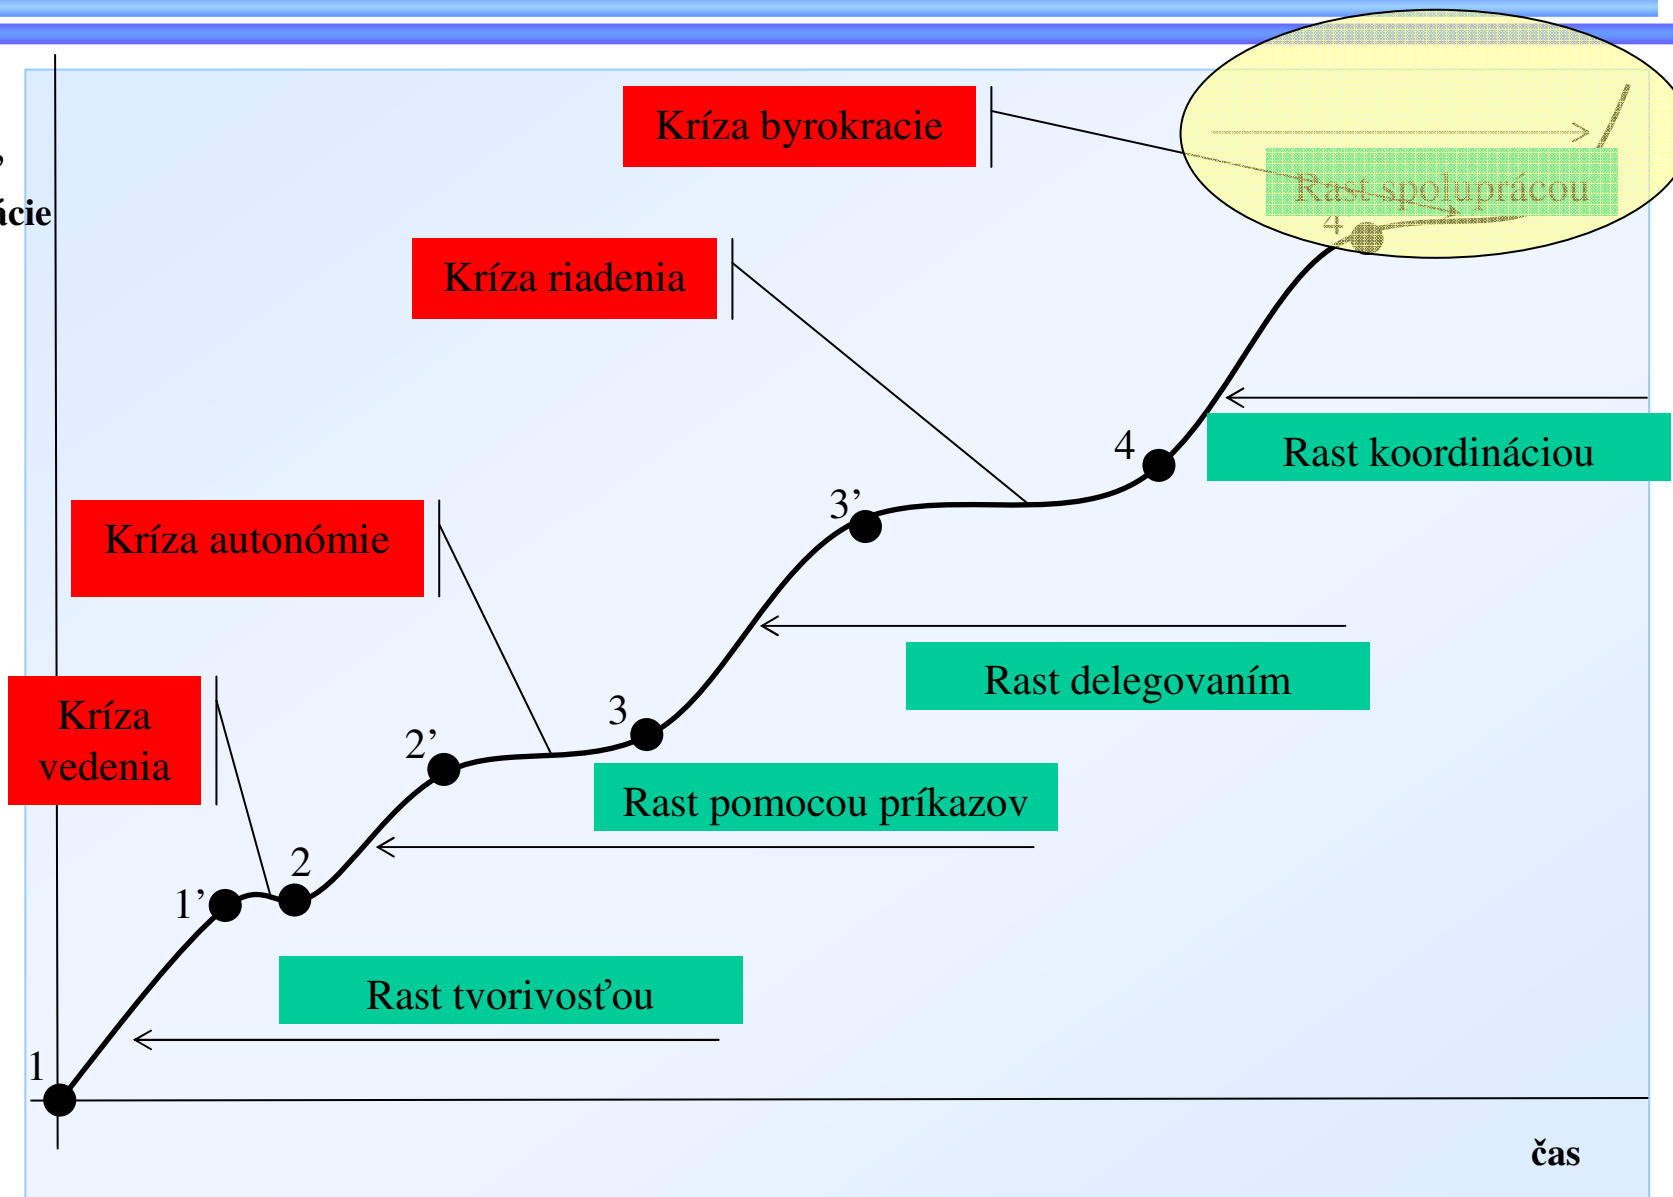 Kríza byrokracie
Rast spoluprácou
4'
Kríza riadenia
4
Rast koordináciou
3’
Kríza autonómie
Rast delegovaním
3
Kríza
vedenia
2’
Rast pomocou príkazov
2
1’
Rast tvorivosťou
1
čas